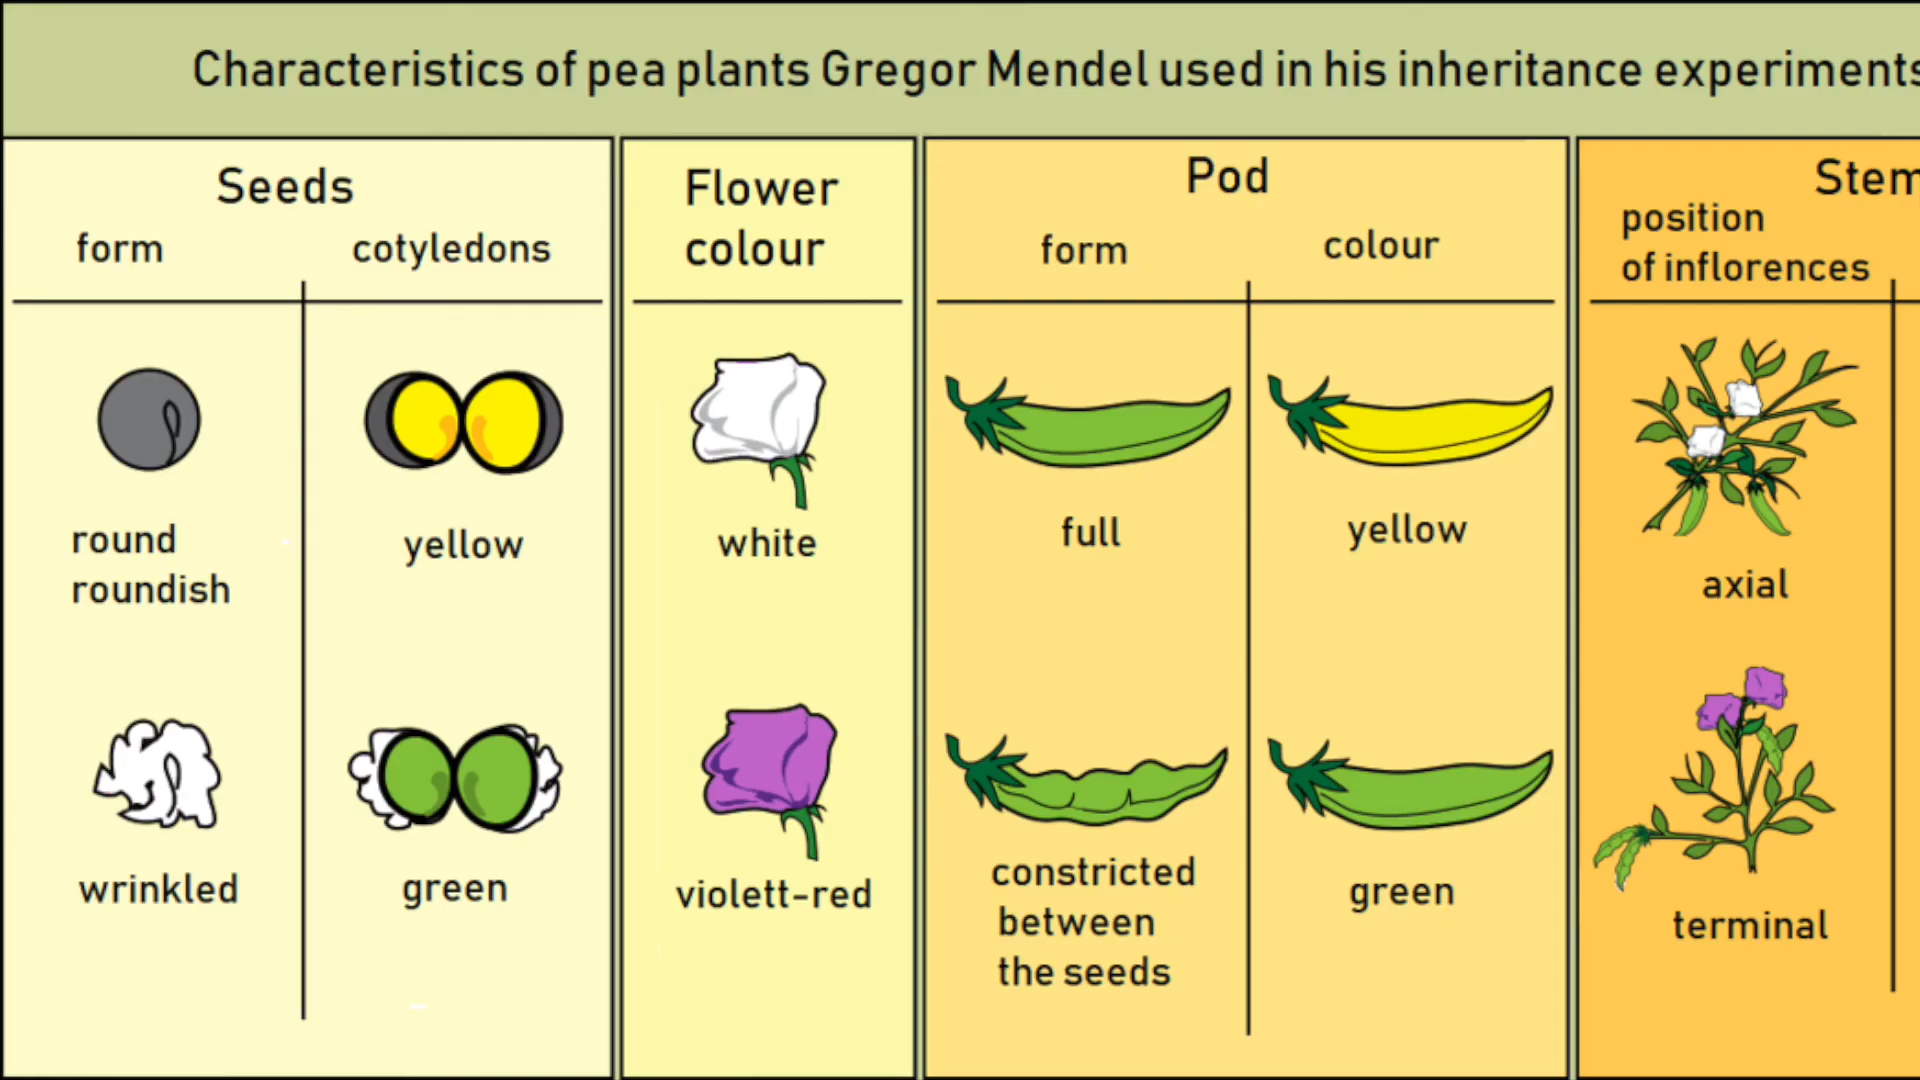 Characteristics of pea plants Gregor Mendel used in his inheritance experiments
Seeds
form
cotyledons
round
roundish
yellow
wrinkled
green
Flower
colour
white
violett-red
Pod
form
colour
full
yellow
constricted
between
the seeds
green
Stem
position
of inflorences
axial
terminal